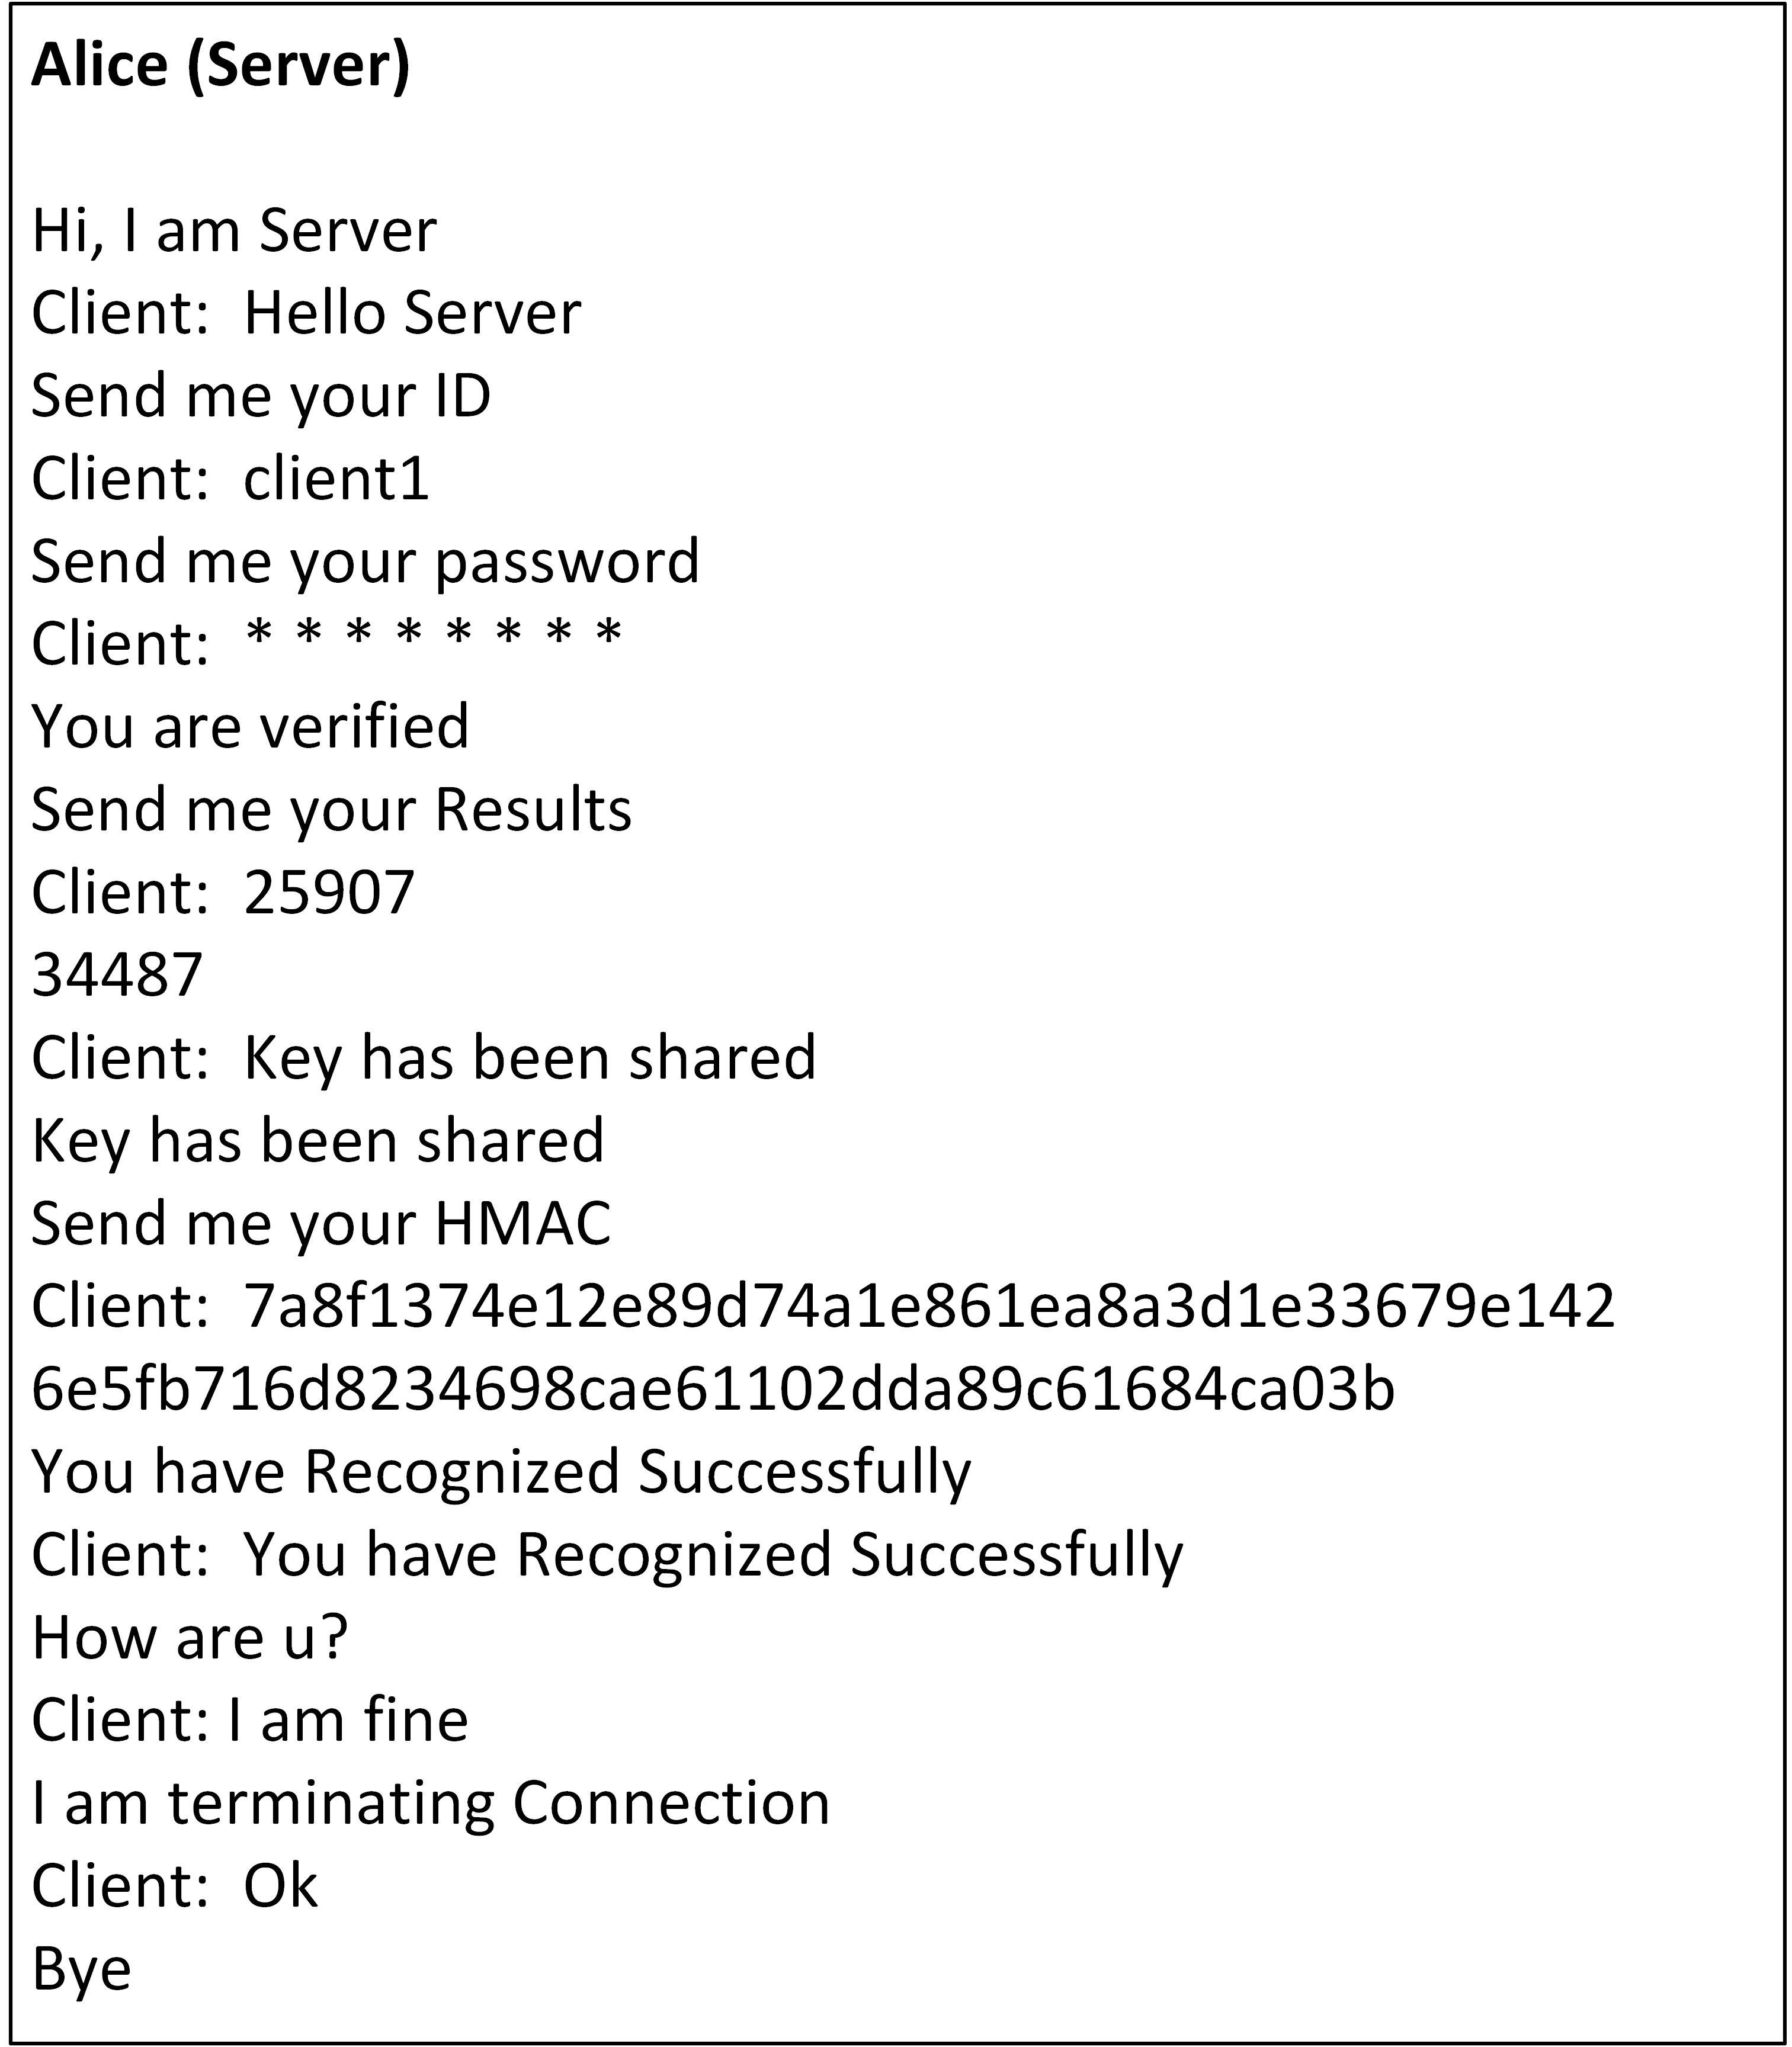 Alice (Server)
Hi, I am Server
Client: Hello Server
Send me your ID
Client: client1
Send me your password
Client: * * * * * * * *
You are verified
Send me your Results
Client: 25907
34487
Client: Key has been shared
Key has been shared
Send me your HMAC
Client: 7a8f1374e12e89d74a1e861ea8a3d1e33679e142
6e5fb716d8234698cae61102dda89c61684ca03b
You have Recognized Successfully
Client: You have Recognized Successfully
How are u?
Client: I am fine
I am terminating Connection
Client: Ok
Bye